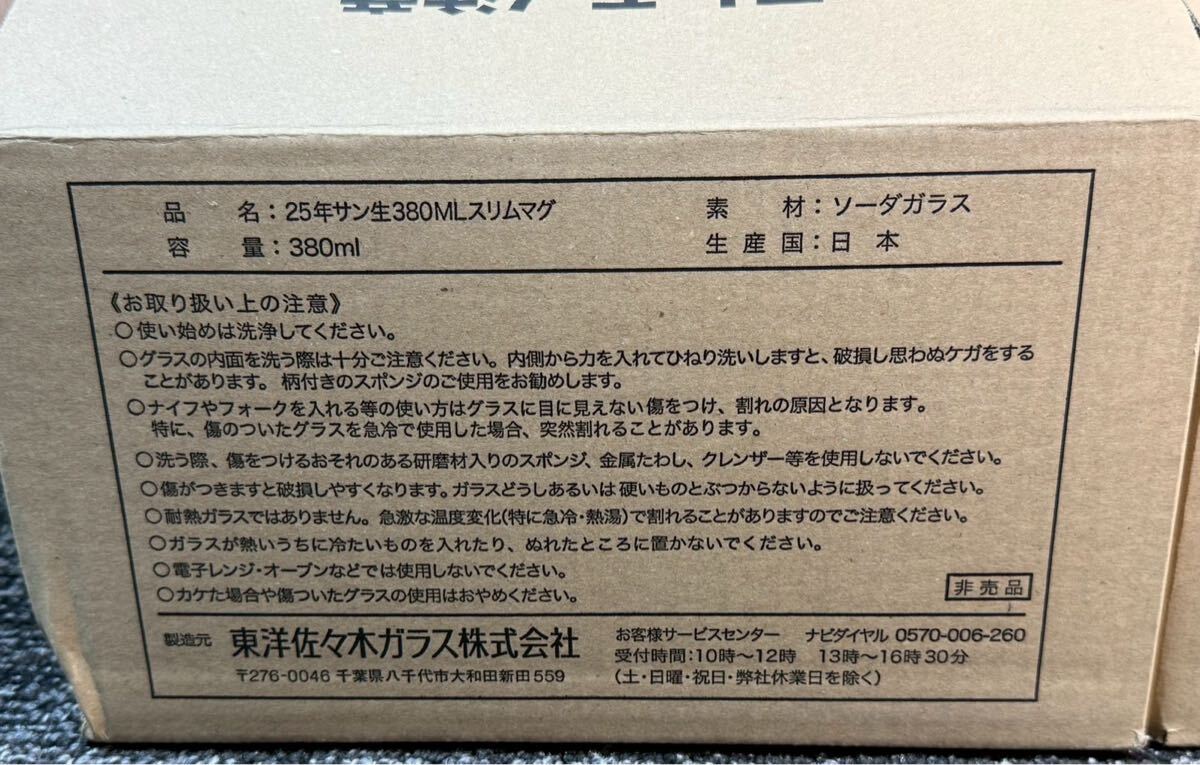 品 名：25年サン生380MLスリムマグ 素 材：ソーダガラス
容 量：380ml 生 産 国：日 本
《お取り扱い上の注意》
○使い始めは洗浄してください。
○グラスの内面を洗う際は十分ご注意ください。内側から力を入れてひねり洗いしますと、破損し思わぬケガをする
ことがあります。柄付きのスポンジのご使用をお勧めします。
○ナイフやフォークを入れる等の使い方はグラスに目に見えない傷をつけ、割れの原因となります。
特に、傷のついたグラスを急冷で使用した場合、突然割れることがあります。
○洗う際、傷をつけるおそれのある研磨材入りのスポンジ、金属たわし、クレンザー等を使用しないでください。
○傷がつきますと破損しやすくなります。ガラスどうしあるいは硬いものとぶつからないように扱ってください。
○耐熱ガラスではありません。急激な温度変化(特に急冷・熱湯)で割れることがありますのでご注意ください。
○ガラスが熱いうちに冷たいものを入れたり、ぬれたところに置かないでください。
○電子レンジ・オーブンなどでは使用しないでください。
○カケた場合や傷ついたグラスの使用はおやめください。
非売品
製造元 東洋佐々木ガラス株式会社
〒276-0046 千葉県八千代市大和田新田559
お客様サービスセンター ナビダイヤル 0570-006-260
受付時間：10時〜12時 13時〜16時30分
(土・日曜・祝日・弊社休業日を除く)